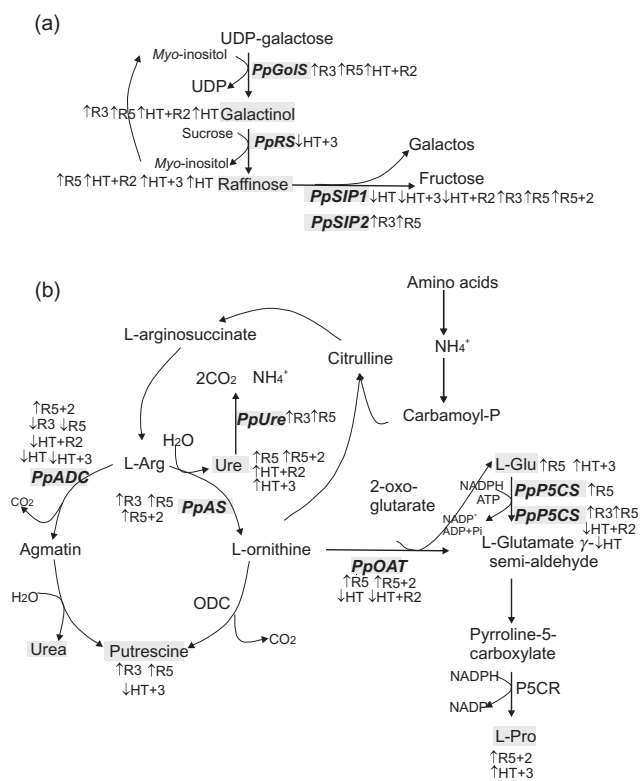 (a)
UDP-galactose
Myo-inositol
UDP
PpGolS ↑R3 ↑R5 ↑HT+R2
↑R3 ↑R5 ↑HT+R2 ↑HT Galactinol
Sucrose
PpRS ↓HT+3
Myo-inositol
Galactos
↑R5 ↑HT+R2 ↑HT+3 ↑HT Raffinose
Fructose
PpSIP1 ↓HT ↓HT+3 ↓HT+R2 ↑R3 ↑R5 ↑R5+2
PpSIP2 ↑R3 ↑R5
(b)
Amino acids
L-arginosuccinate
NH₄⁺
Citrulline
2CO₂ NH₄⁺
Carbamoyl-P
PpUre ↑R3 ↑R5
↑R5+2
↓R3 ↓R5
↓HT+R2
↓HT ↓HT+3
PpADC
H₂O
L-Arg
Ure ↑R5 ↑R5+2
↑HT+R2
↑HT+3
L-Glu ↑R5 ↑HT+3
CO₂
↑R3 ↑R5
↑R5+2
PpAS
2-oxo-
glutarate
NADPH
ATP
PpP5CS ↑R5
PpP5CS ↑R3 ↑R5
↓HT+R2
↓HT
NADP⁺
ADP+Pi
Agmatin
L-ornithine
L-Glutamate γ-
semi-aldehyde
PpOAT
↑R5 ↑R5+2
↓HT ↓HT+R2
H₂O
ODC
CO₂
Urea
Putrescine
↑R3 ↑R5
↓HT+3
Pyrroline-5-
carboxylate
NADPH
P5CR
NADP
L-Pro
↑R5+2
↑HT+3